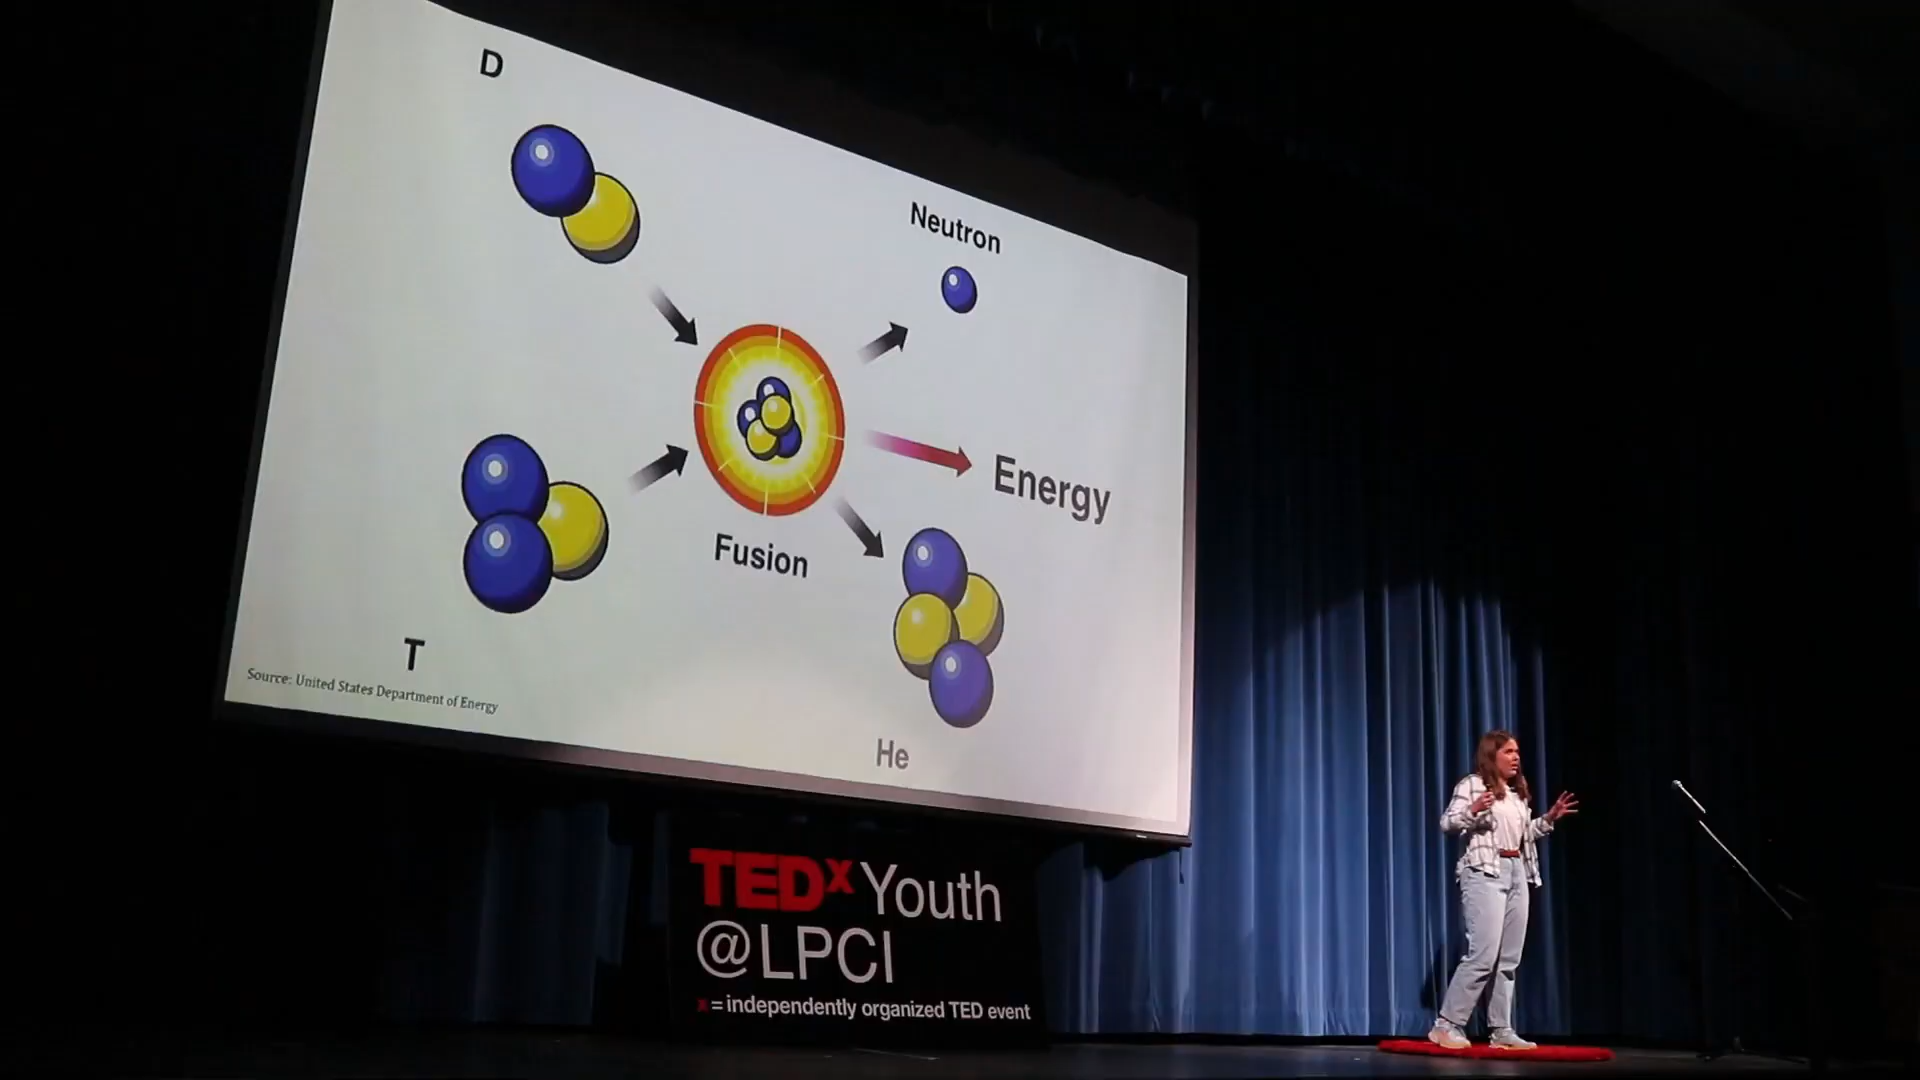 D
Neutron
Energy
Fusion
T
Source: United States Department of Energy
He
TEDx Youth
@LPCI
x = independently organized TED event